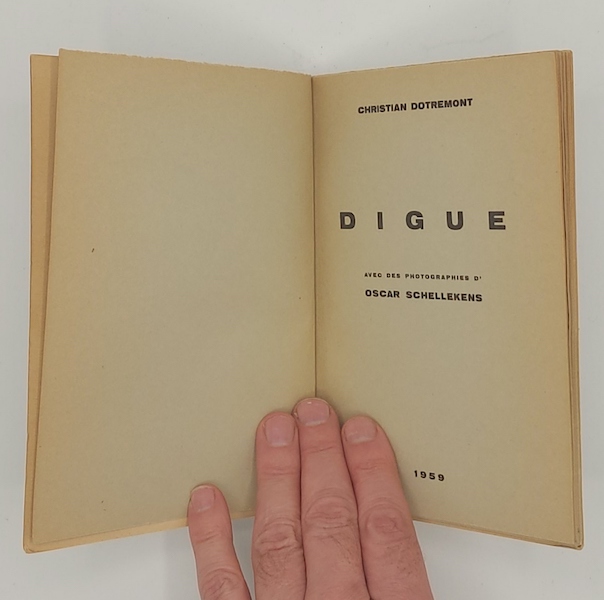 CHRISTIAN DOTREMONT
DIGUE
AVEC DES PHOTOGRAPHIES D'
OSCAR SCHELLEKENS
1959